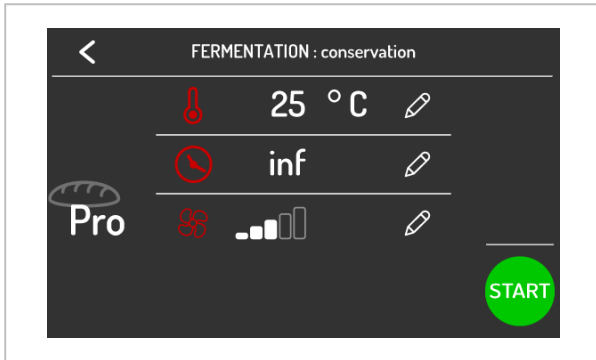 FERMENTATION : conservation
25 °C
inf
Pro
START